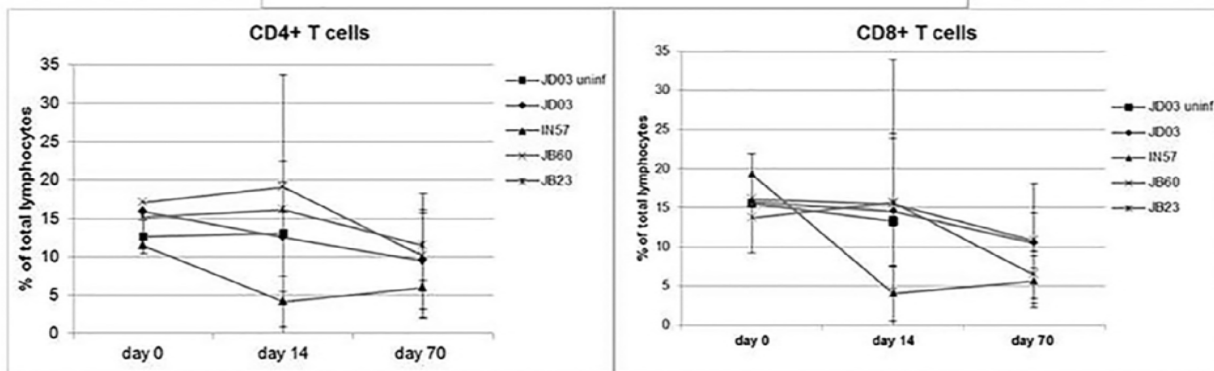 CD4+ T cells
% of total lymphocytes
35
30
25
20
15
10
5
0
day 0
day 14
day 70
JD03 uninf
JD03
IN57
JB60
JB23
CD8+ T cells
% of total lymphocytes
35
30
25
20
15
10
5
0
day 0
day 14
day 70
JD03 uninf
JD03
IN57
JB60
JB23